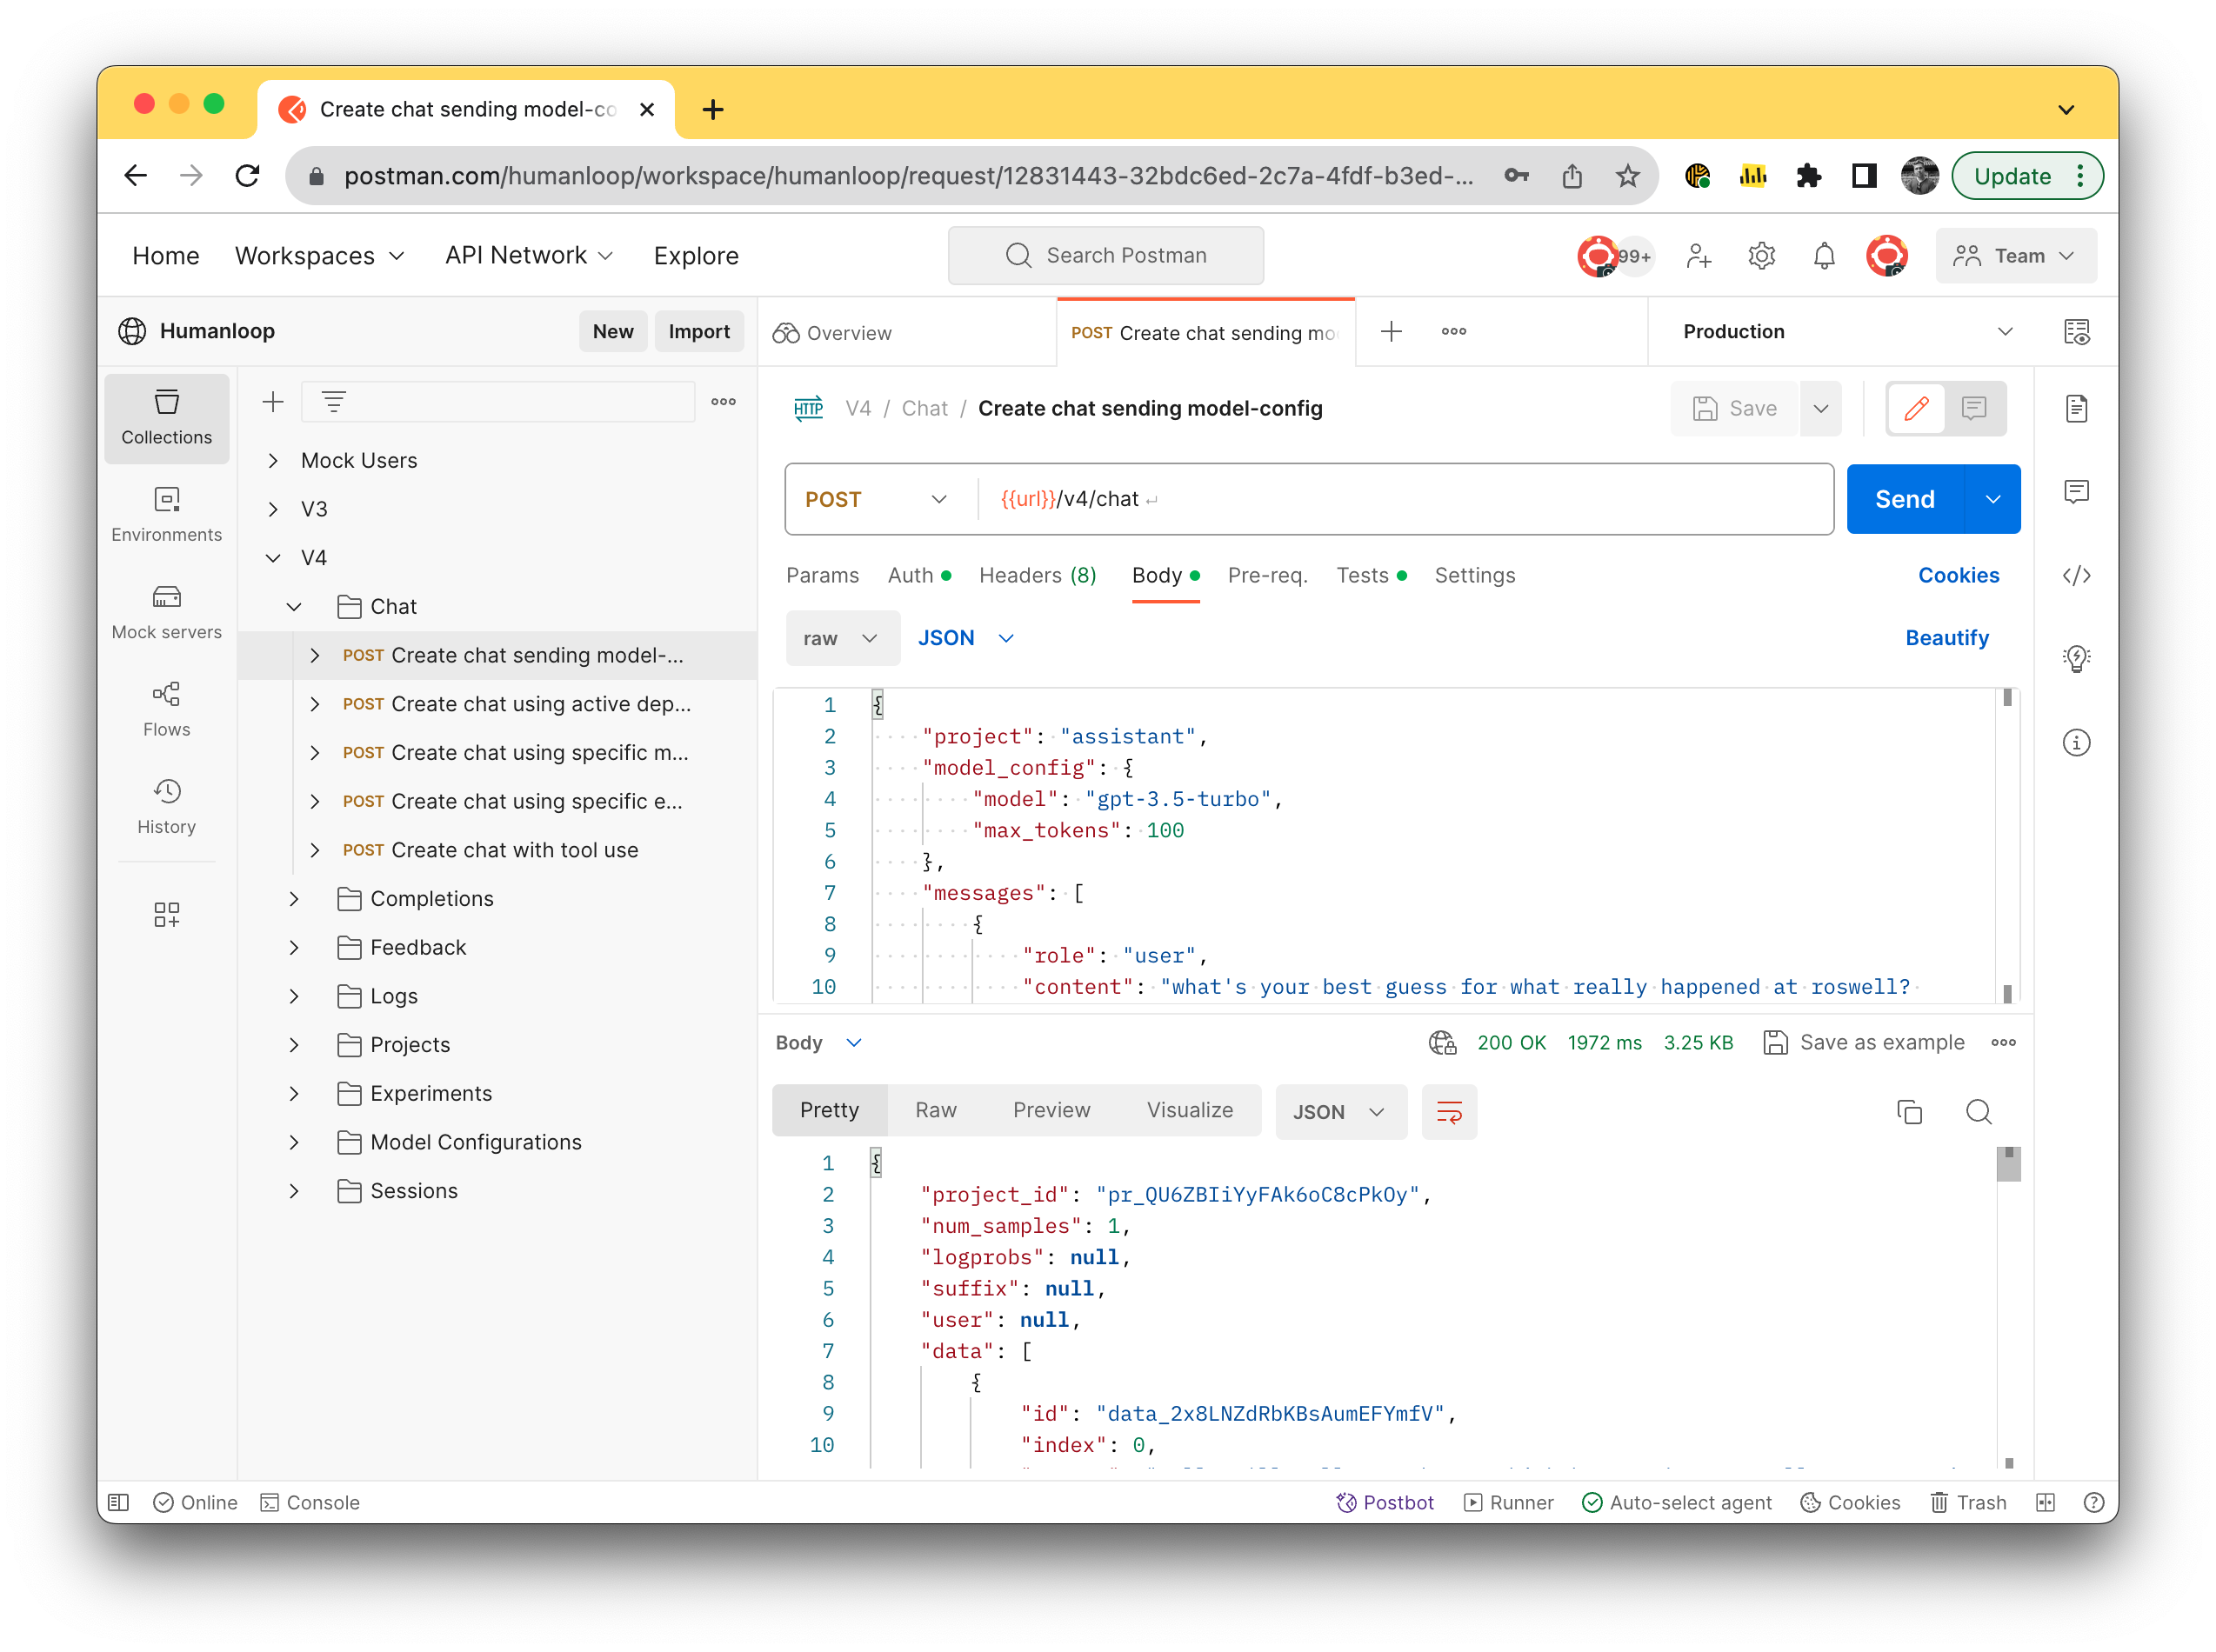 Create chat sending model-co
postman.com/humanloop/workspace/humanloop/request/12831443-32bdc6ed-2c7a-4fdf-b3ed-...
Update
Home
Workspaces
API Network
Explore
Search Postman
99+
Team
Humanloop
New
Import
Overview
POST Create chat sending mo
Production
Collections
Environments
Mock servers
Flows
History
Mock Users
V3
V4
Chat
POST Create chat sending model-...
POST Create chat using active dep...
POST Create chat using specific m...
POST Create chat using specific e...
POST Create chat with tool use
Completions
Feedback
Logs
Projects
Experiments
Model Configurations
Sessions
HTTP V4 / Chat / Create chat sending model-config
Save
POST
{{url}}/v4/chat
Send
Params Auth Headers (8) Body Pre-req. Tests Settings
Cookies
raw JSON
Beautify
1 {
2 "project": "assistant",
3 "model_config": {
4 "model": "gpt-3.5-turbo",
5 "max_tokens": 100
6 },
7 "messages": [
8 {
9 "role": "user",
10 "content": "what's your best guess for what really happened at roswell?
Body
200 OK 1972 ms 3.25 KB Save as example
Pretty Raw Preview Visualize JSON
1 {
2 "project_id": "pr_QU6ZBIiYyFAk6oC8cPkOy",
3 "num_samples": 1,
4 "logprobs": null,
5 "suffix": null,
6 "user": null,
7 "data": [
8 {
9 "id": "data_2x8LNZdRbKBsAumEFYmfV",
10 "index": 0,
Online Console
Postbot Runner Auto-select agent Cookies Trash